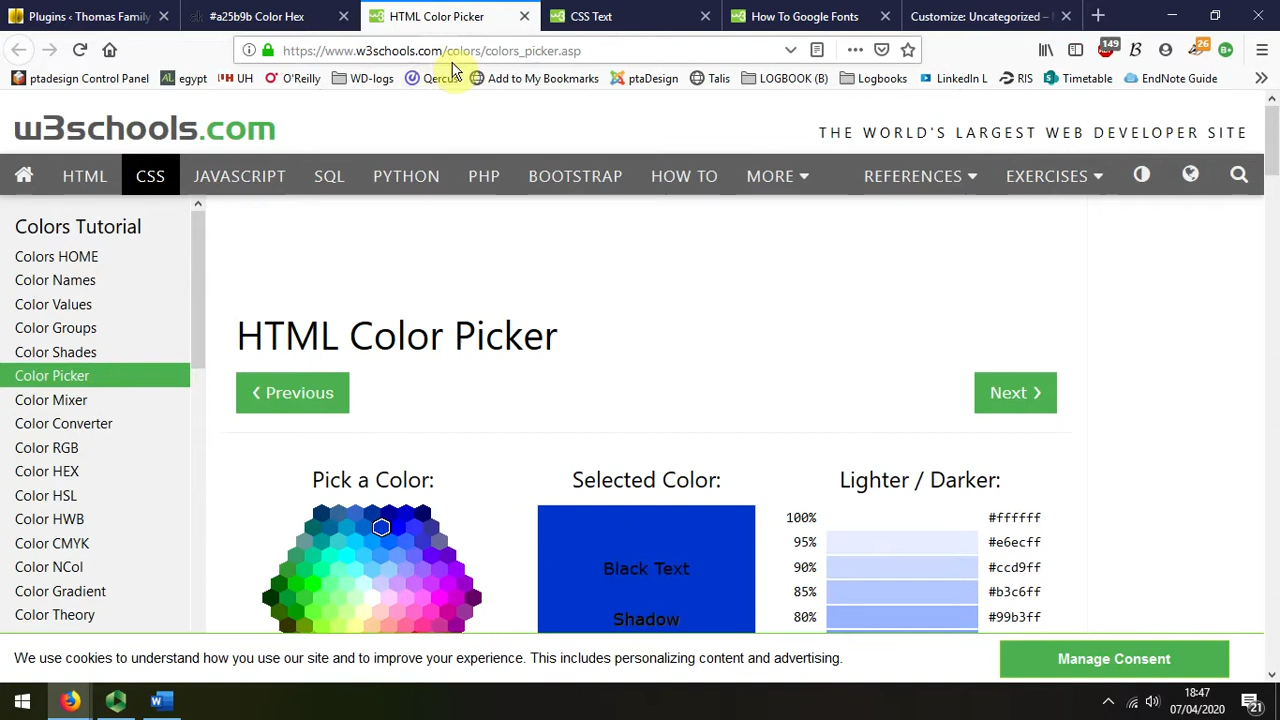 Plugins ‹ Thomas Family
#a25b9b Color Hex
HTML Color Picker
CSS Text
How To Google Fonts
Customize: Uncategorized –
https://www.w3schools.com/colors/colors_picker.asp
149
26
ptadesign Control Panel
egypt
UH
O'Reilly
WD-logs
Add to My Bookmarks
ptaDesign
Talis
LOGBOOK (B)
Logbooks
LinkedIn L
RIS
Timetable
EndNote Guide
w3schools.com
THE WORLD'S LARGEST WEB DEVELOPER SITE
HTML
CSS
JAVASCRIPT
SQL
PYTHON
PHP
BOOTSTRAP
HOW TO
MORE
REFERENCES
EXERCISES
Colors Tutorial
Colors HOME
Color Names
Color Values
Color Groups
Color Shades
Color Picker
Color Mixer
Color Converter
Color RGB
Color HEX
Color HSL
Color HWB
Color CMYK
Color NCol
Color Gradient
Color Theory
HTML Color Picker
❮ Previous
Next ❯
Pick a Color:
Selected Color:
Black Text
Shadow
Lighter / Darker:
100% #ffffff
95% #e6ecff
90% #ccd9ff
85% #b3c6ff
80% #99b3ff
We use cookies to understand how you use our site and to improve your experience. This includes personalizing content and advertising.
Manage Consent
18:47
07/04/2020
21